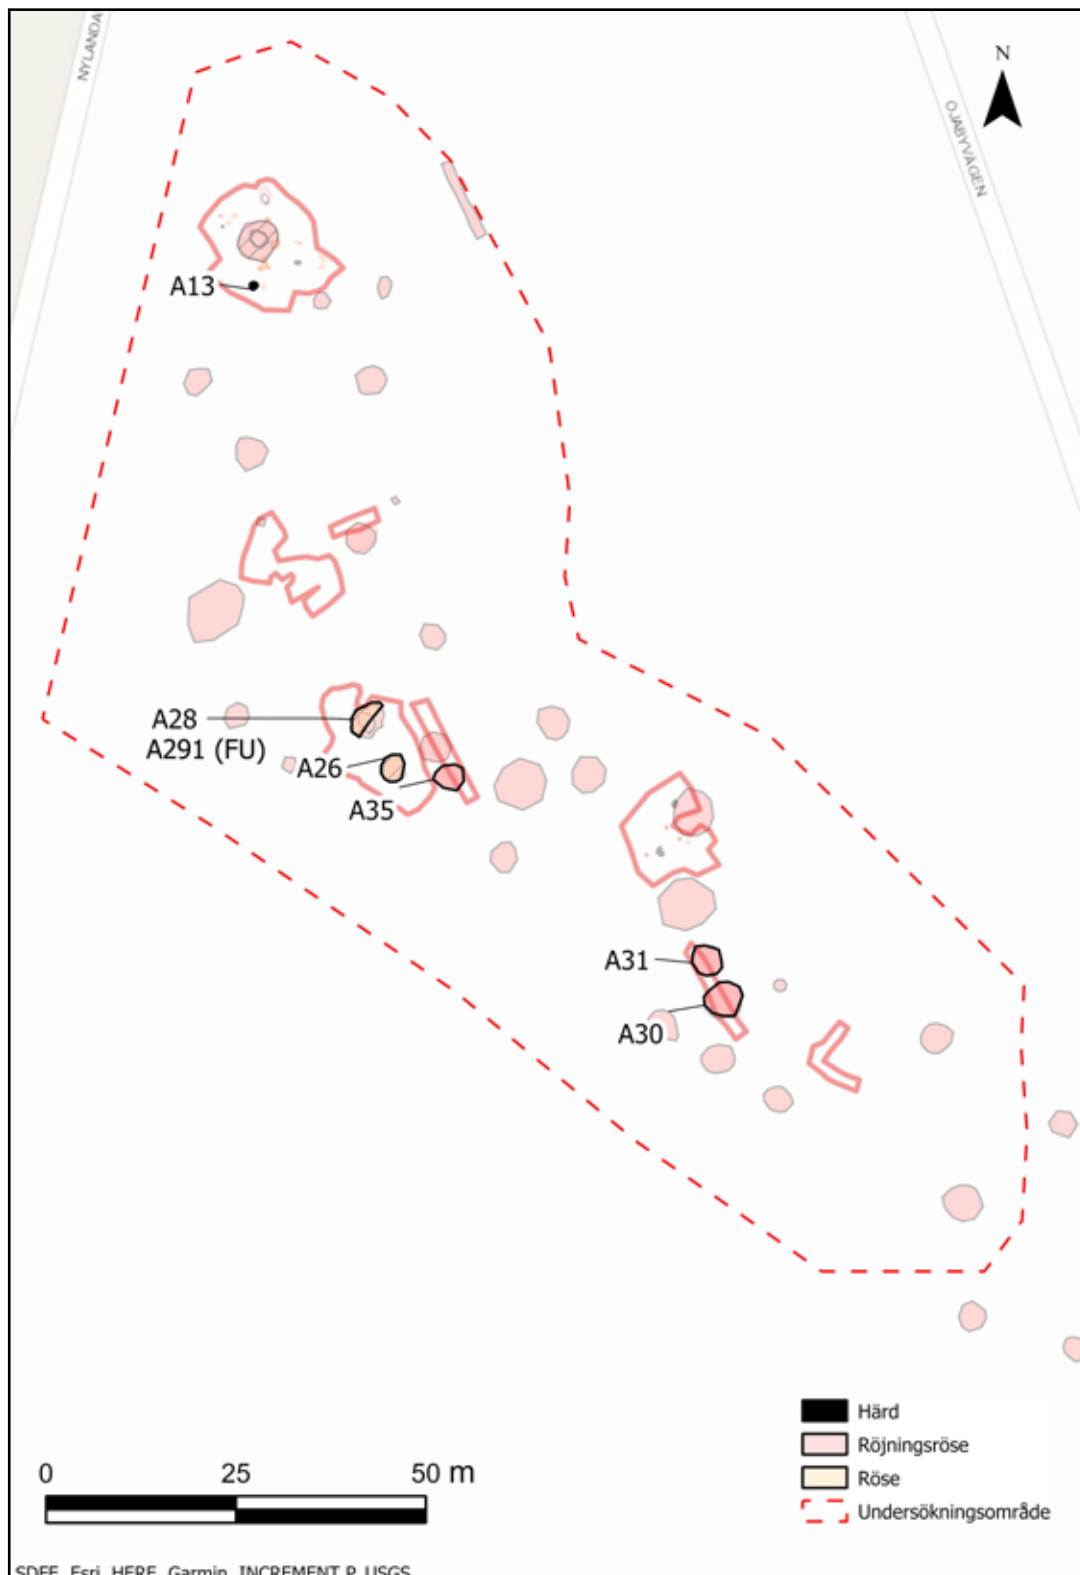 NYLANDA
ÖJABYVÄGEN
N
A13
A28
A291 (FU)
A26
A35
A31
A30
Härd
Röjningsröse
Röse
Undersökningsområde
0 25 50 m
SDFE, Esri, HERE, Garmin, INCREMENT P, USGS